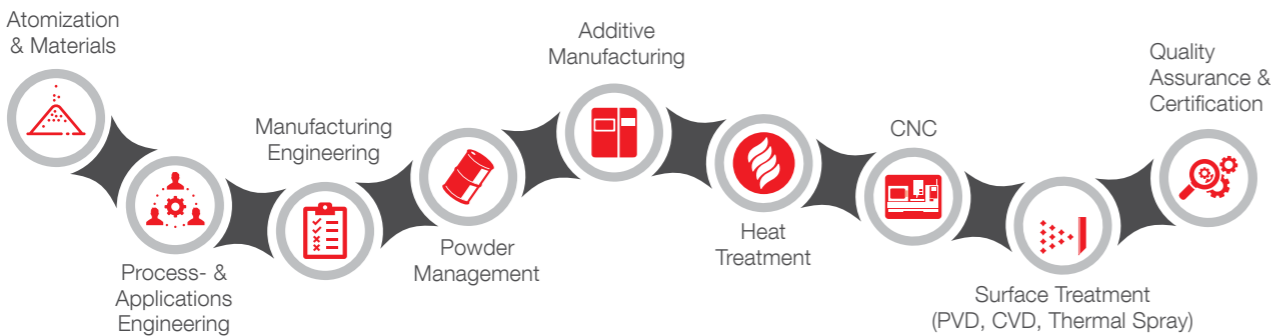 Atomization
& Materials
Process- &
Applications
Engineering
Manufacturing
Engineering
Powder
Management
Additive
Manufacturing
Heat
Treatment
CNC
Surface Treatment
(PVD, CVD, Thermal Spray)
Quality
Assurance &
Certification